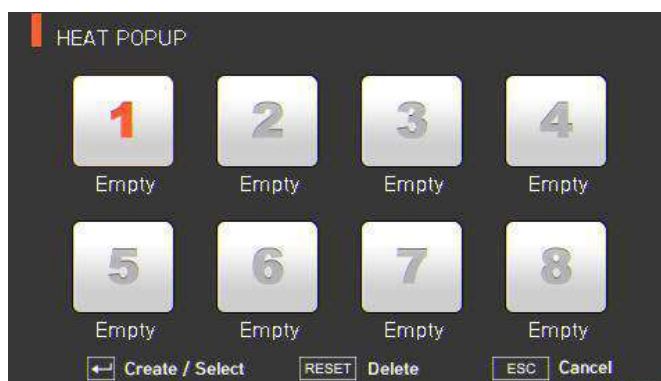 HEAT POPUP
1 2 3 4
Empty Empty Empty Empty
5 6 7 8
Empty Empty Empty Empty
Create / Select RESET Delete ESC Cancel